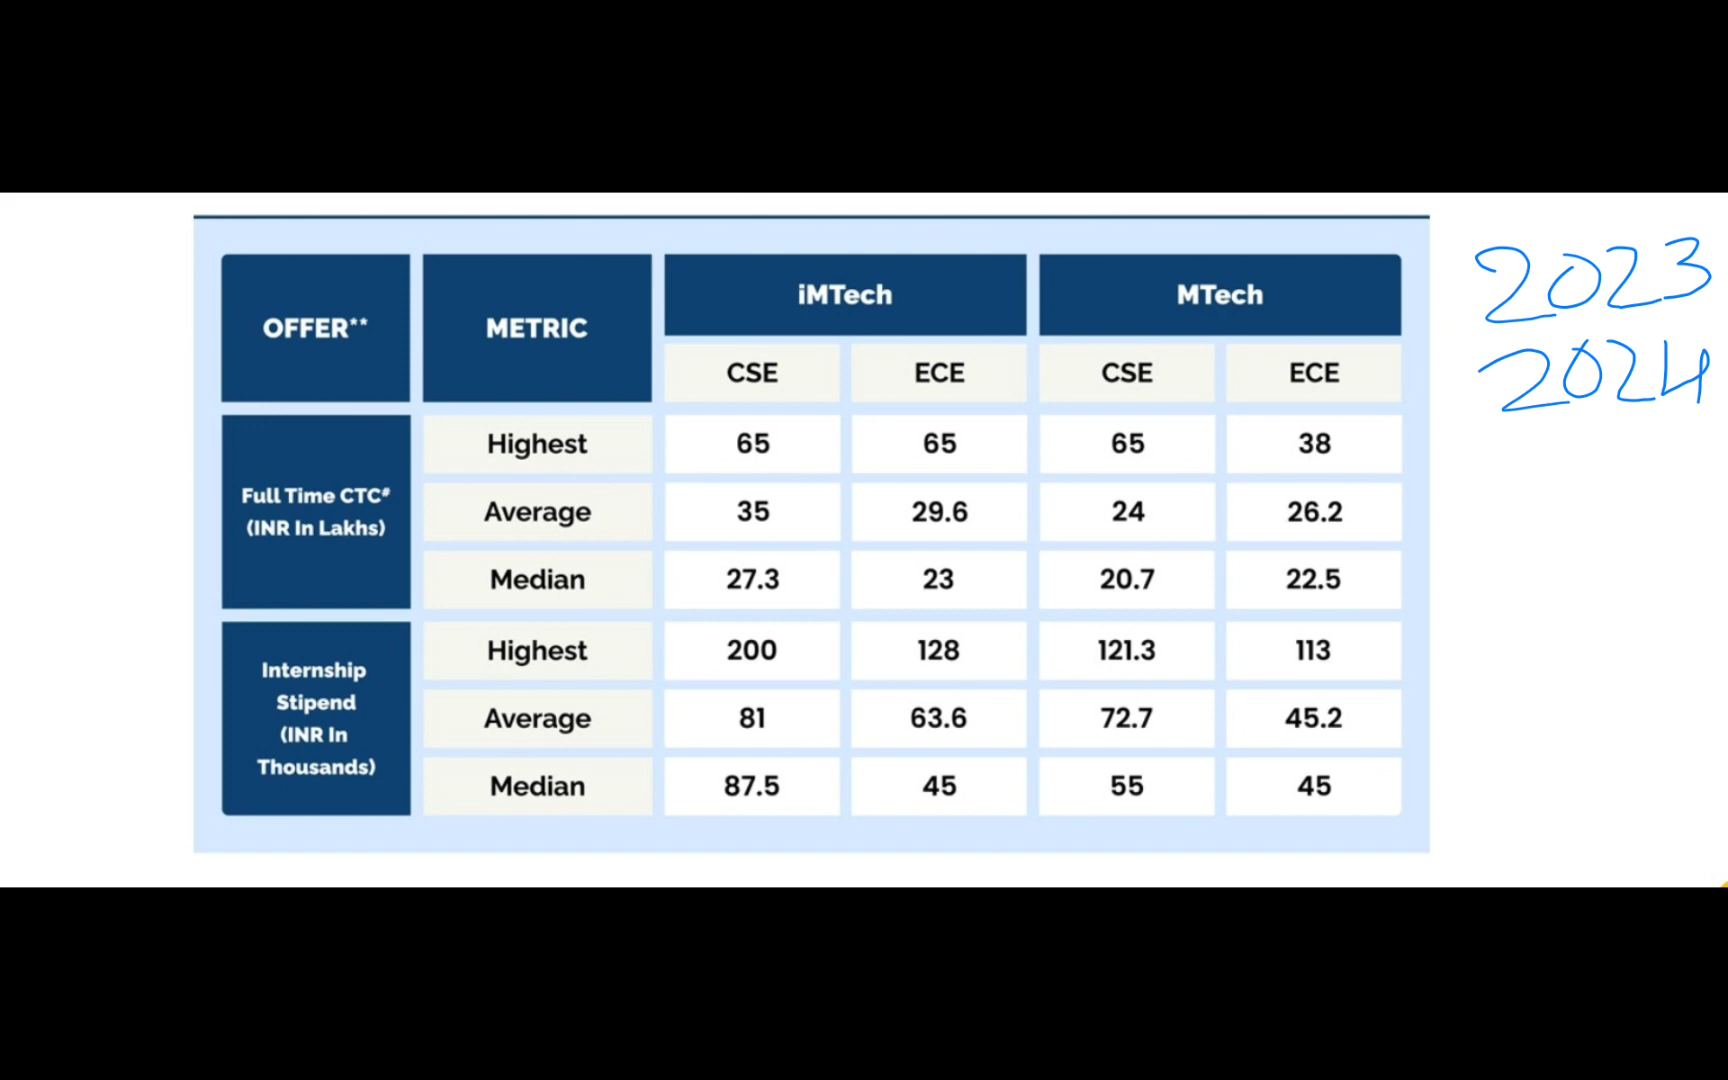 OFFER** METRIC iMTech MTech
CSE ECE CSE ECE
Full Time CTC# (INR In Lakhs)
Highest 65 65 65 38
Average 35 29.6 24 26.2
Median 27.3 23 20.7 22.5
Internship Stipend (INR In Thousands)
Highest 200 128 121.3 113
Average 81 63.6 72.7 45.2
Median 87.5 45 55 45
2023
2024